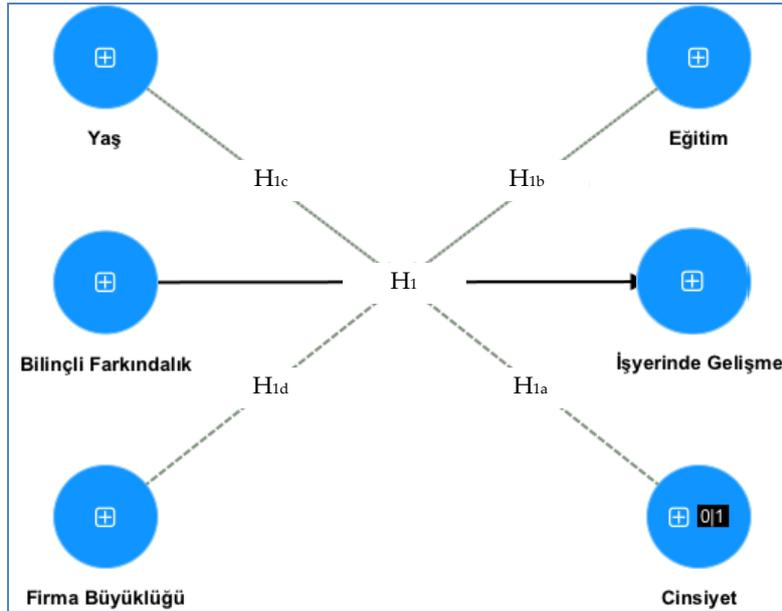 Yaş
Eğitim
H1c
H1b
H1
Bilinçli Farkındalık
İşyerinde Gelişme
H1d
H1a
0|1
Firma Büyüklüğü
Cinsiyet